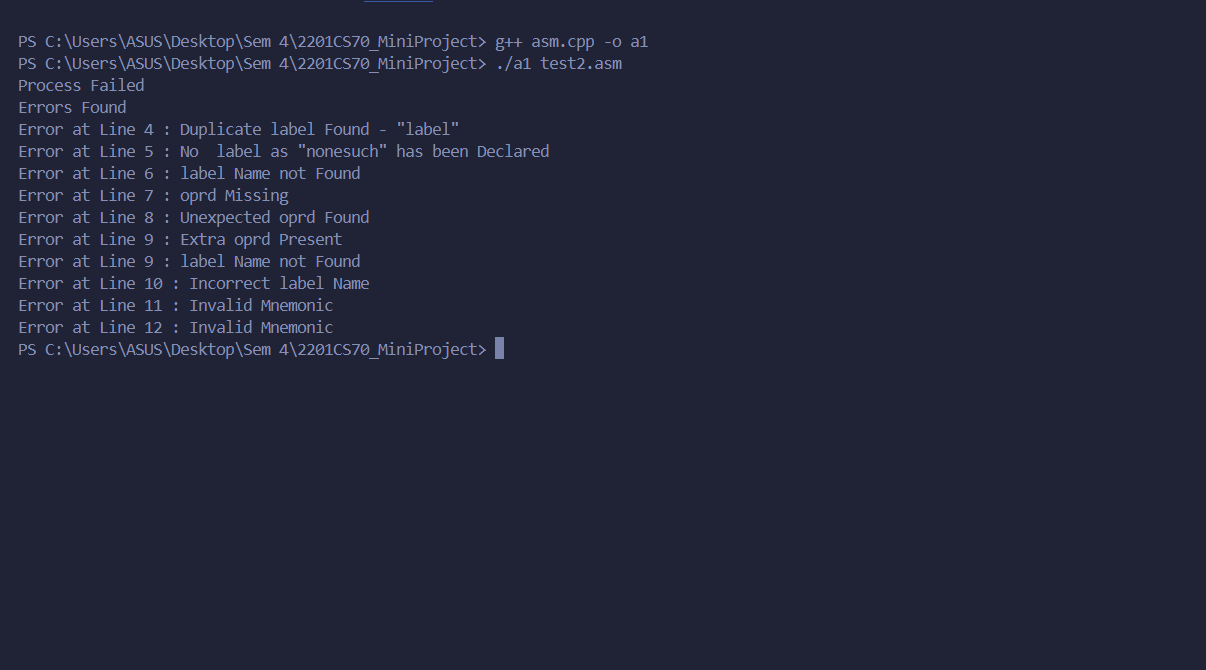 PS C:\Users\ASUS\Desktop\Sem 4\2201CS70_MiniProject> g++ asm.cpp -o a1
PS C:\Users\ASUS\Desktop\Sem 4\2201CS70_MiniProject> ./a1 test2.asm
Process Failed
Errors Found
Error at Line 4 : Duplicate label Found - "label"
Error at Line 5 : No  label as "nonesuch" has been Declared
Error at Line 6 : label Name not Found
Error at Line 7 : oprd Missing
Error at Line 8 : Unexpected oprd Found
Error at Line 9 : Extra oprd Present
Error at Line 9 : label Name not Found
Error at Line 10 : Incorrect label Name
Error at Line 11 : Invalid Mnemonic
Error at Line 12 : Invalid Mnemonic
PS C:\Users\ASUS\Desktop\Sem 4\2201CS70_MiniProject>